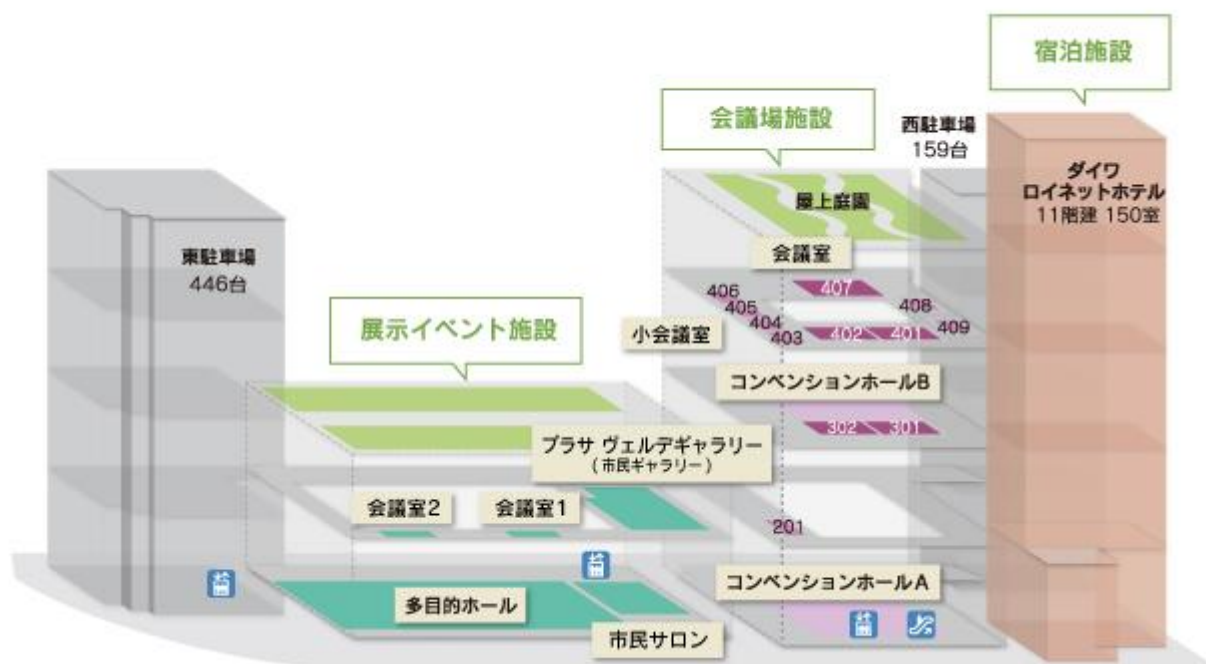 宿泊施設
会議場施設
西駐車場
159台
ダイワ
ロイネットホテル
11階建 150室
屋上庭園
東駐車場
446台
会議室
406
407
405
408
404
展示イベント施設
小会議室
403
402
401
409
コンベンションホールB
302
301
プラサ ヴェルデギャラリー
(市民ギャラリー)
会議室2
会議室1
201
コンベンションホールA
多目的ホール
市民サロン